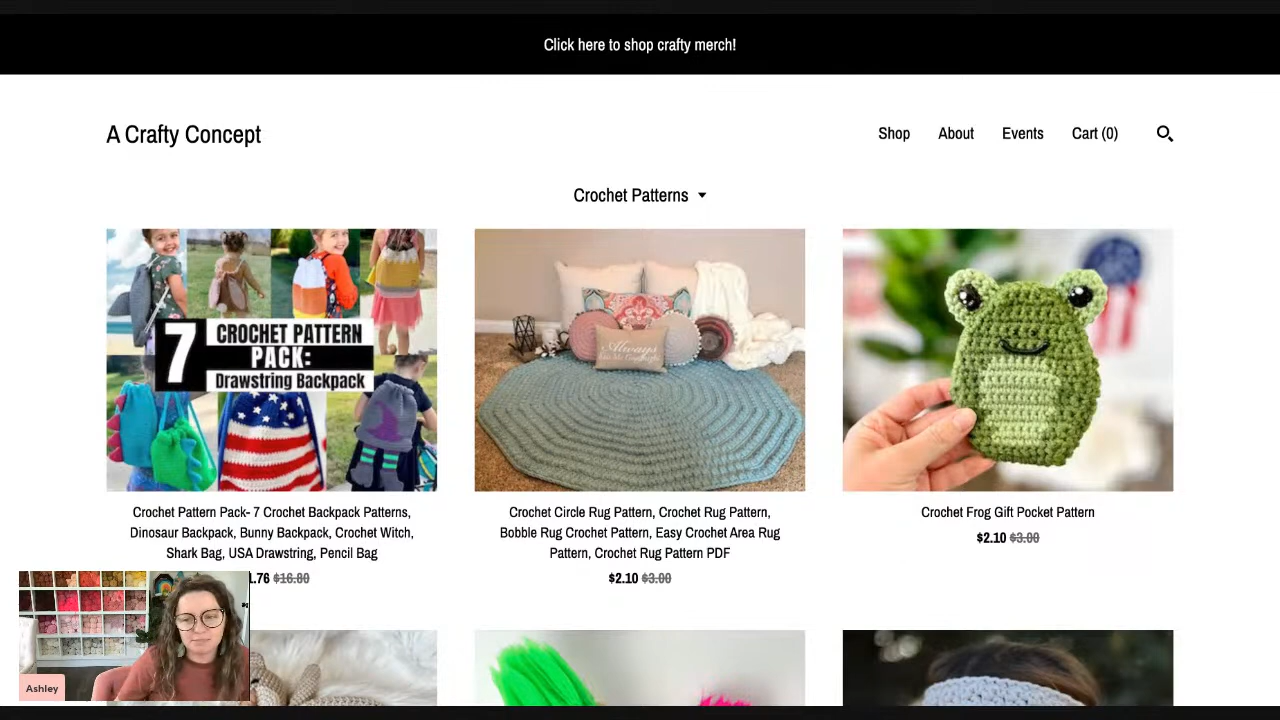 Click here to shop crafty merch!
A Crafty Concept
Shop About Events Cart (0)
Crochet Patterns
7 CROCHET PATTERN
PACK:
Drawstring Backpack
Always
Crochet Pattern Pack- 7 Crochet Backpack Patterns,
Dinosaur Backpack, Bunny Backpack, Crochet Witch,
Shark Bag, USA Drawstring, Pencil Bag
.76 $16.80
Crochet Circle Rug Pattern, Crochet Rug Pattern,
Bobble Rug Crochet Pattern, Easy Crochet Area Rug
Pattern, Crochet Rug Pattern PDF
$2.10 $3.00
Crochet Frog Gift Pocket Pattern
$2.10 $3.00
Ashley